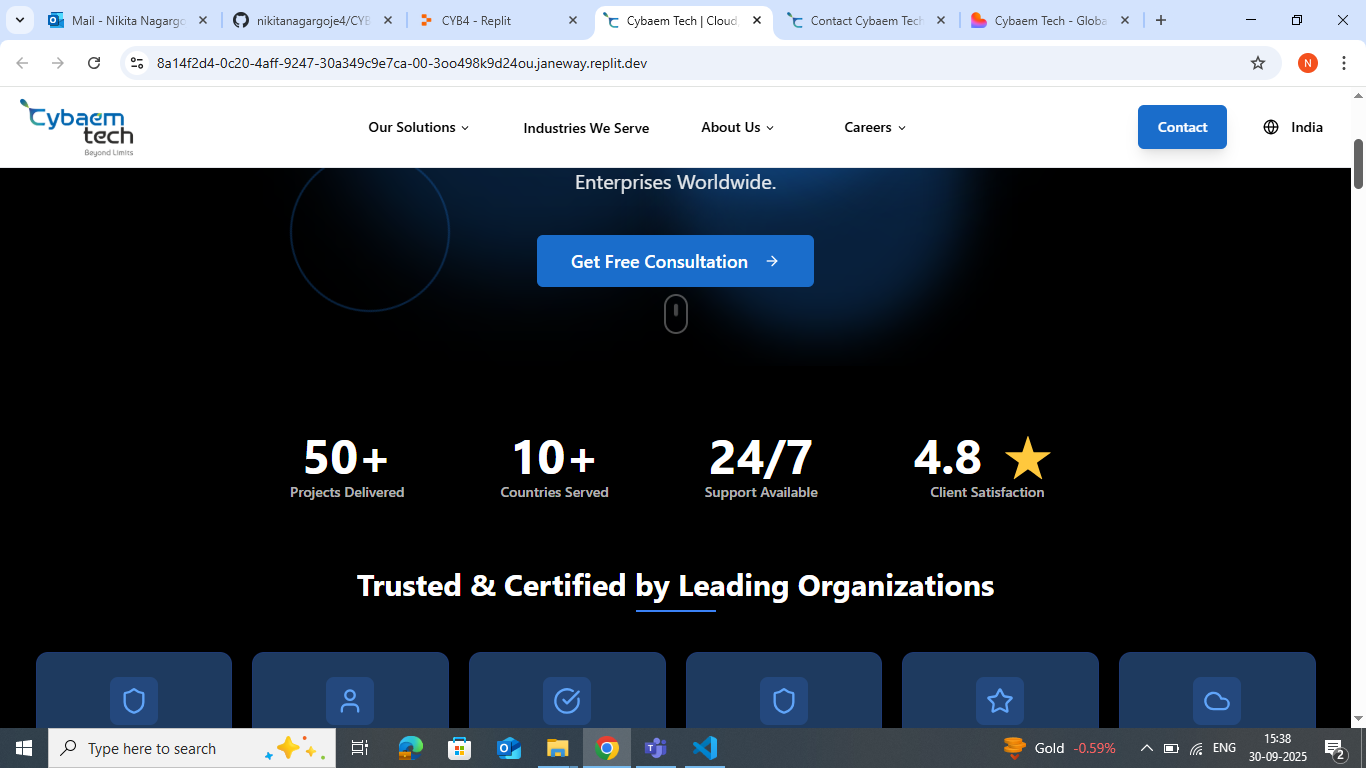 Mail - Nikita Nagargo
nikitanagargoje4/CYB
CYB4 - Replit
Cybaem Tech | Cloud,
Contact Cybaem Tech
Cybaem Tech - Globa
8a14f2d4-0c20-4aff-9247-30a349c9e7ca-00-3oo498k9d24ou.janeway.replit.dev
N
Cybaem
tech
Beyond Limits
Our Solutions
Industries We Serve
About Us
Careers
Contact
India
Enterprises Worldwide.
Get Free Consultation
50+
10+
24/7
4.8
Projects Delivered
Countries Served
Support Available
Client Satisfaction
Trusted & Certified by Leading Organizations
Type here to search
Gold -0.59%
ENG
15:38
30-09-2025
2